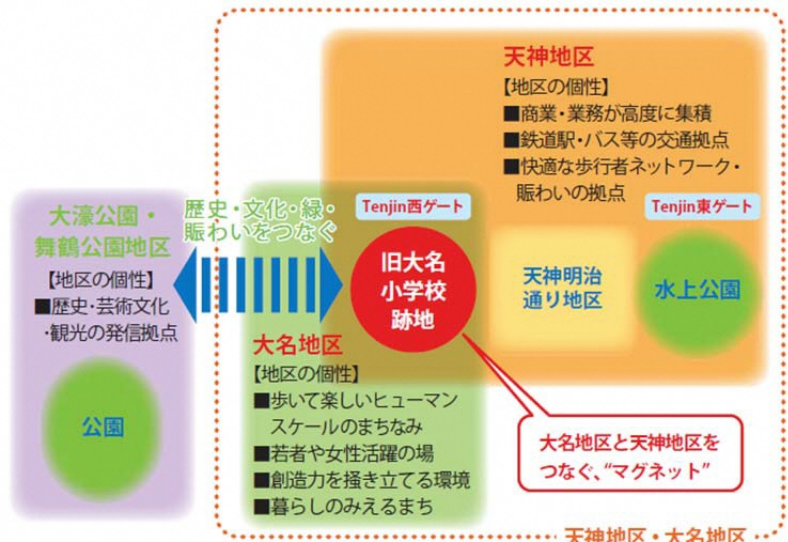 天神地区
【地区の個性】
■商業・業務が高度に集積
■鉄道駅・バス等の交通拠点
■快適な歩行者ネットワーク・
賑わいの拠点
大濠公園・
舞鶴公園地区
【地区の個性】
■歴史・芸術文化
・観光の発信拠点
公園
歴史・文化・緑・
賑わいをつなぐ
Tenjin西ゲート
Tenjin東ゲート
旧大名
小学校
跡地
天神明治
通り地区
水上公園
大名地区
【地区の個性】
■歩いて楽しいヒューマン
スケールのまちなみ
■若者や女性活躍の場
■創造力を掻き立てる環境
■暮らしのみえるまち
大名地区と天神地区を
つなぐ、“マグネット”
天神地区・大名地区